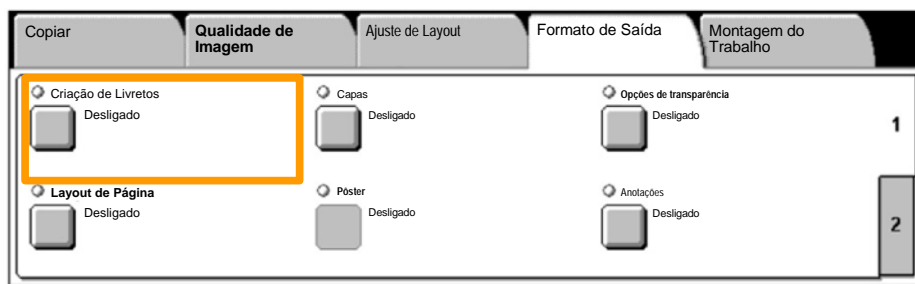 Copiar
Qualidade de
Imagem
Ajuste de Layout
Formato de Saída
Montagem do
Trabalho
Criação de Livretos
Desligado
Capas
Desligado
Opções de transparência
Desligado
1
Layout de Página
Desligado
Pôster
Desligado
Anotações
Desligado
2